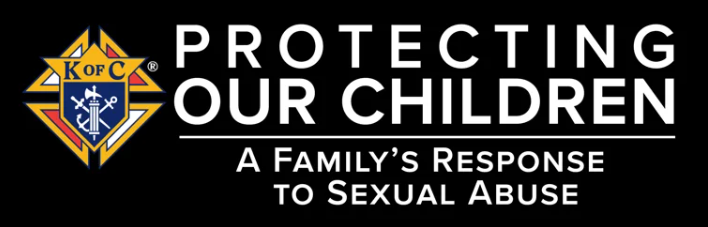 K OF C ®
PROTECTING
OUR CHILDREN
A FAMILY'S RESPONSE
TO SEXUAL ABUSE